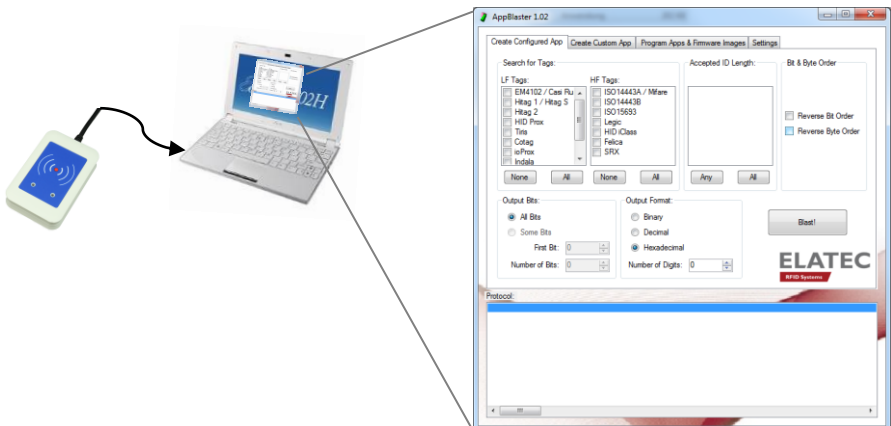 AppBlaster 1.02
Create Configured App
Create Custom App
Program Apps & Firmware Images
Settings
Search for Tags:
LF Tags:
EM4102 / Casi Ru
Hitag 1 / Hitag S
Hitag 2
HID Prox
Tiris
Cotag
ioProx
Indala
None
All
HF Tags:
ISO14443A / Mifare
ISO14443B
ISO15693
Legic
HID iClass
Felica
SRX
None
All
Accepted ID Length:
Any
All
Bit & Byte Order
Reverse Bit Order
Reverse Byte Order
Output Bits:
All Bits
Some Bits
First Bit: 0
Number of Bits: 0
Output Format:
Binary
Decimal
Hexadecimal
Number of Digits: 0
Blast!
ELATEC
RFID Systems
Protocol:
02H